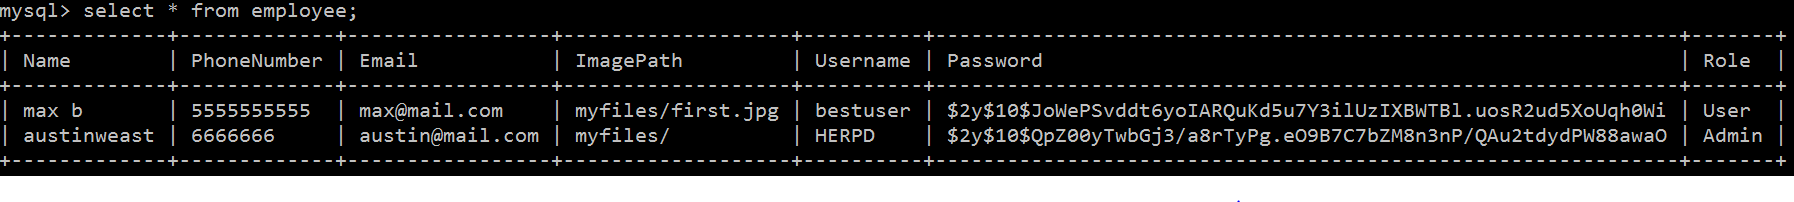 mysql> select * from employee;
+-------------+-------------+-----------------+-------------------+----------+--------------------------------------------------------------+-------+
| Name        | PhoneNumber | Email           | ImagePath         | Username | Password                                                     | Role  |
+-------------+-------------+-----------------+-------------------+----------+--------------------------------------------------------------+-------+
| max b       | 5555555555  | max@mail.com    | myfiles/first.jpg | bestuser | $2y$10$JoWePSvddt6yoIARQuKd5u7Y3ilUzIXBWTBl.uosR2ud5XoUqh0Wi | User  |
| austinweast | 6666666     | austin@mail.com | myfiles/          | HERPD    | $2y$10$QpZ00yTwbGj3/a8rTyPg.eO9B7C7bZM8n3nP/QAu2tdydPW88awaO | Admin |
+-------------+-------------+-----------------+-------------------+----------+--------------------------------------------------------------+-------+